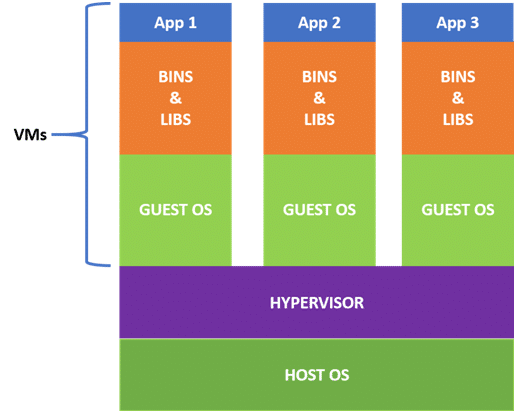 App 1
App 2
App 3
BINS
&
LIBS
BINS
&
LIBS
BINS
&
LIBS
VMs
GUEST OS
GUEST OS
GUEST OS
HYPERVISOR
HOST OS